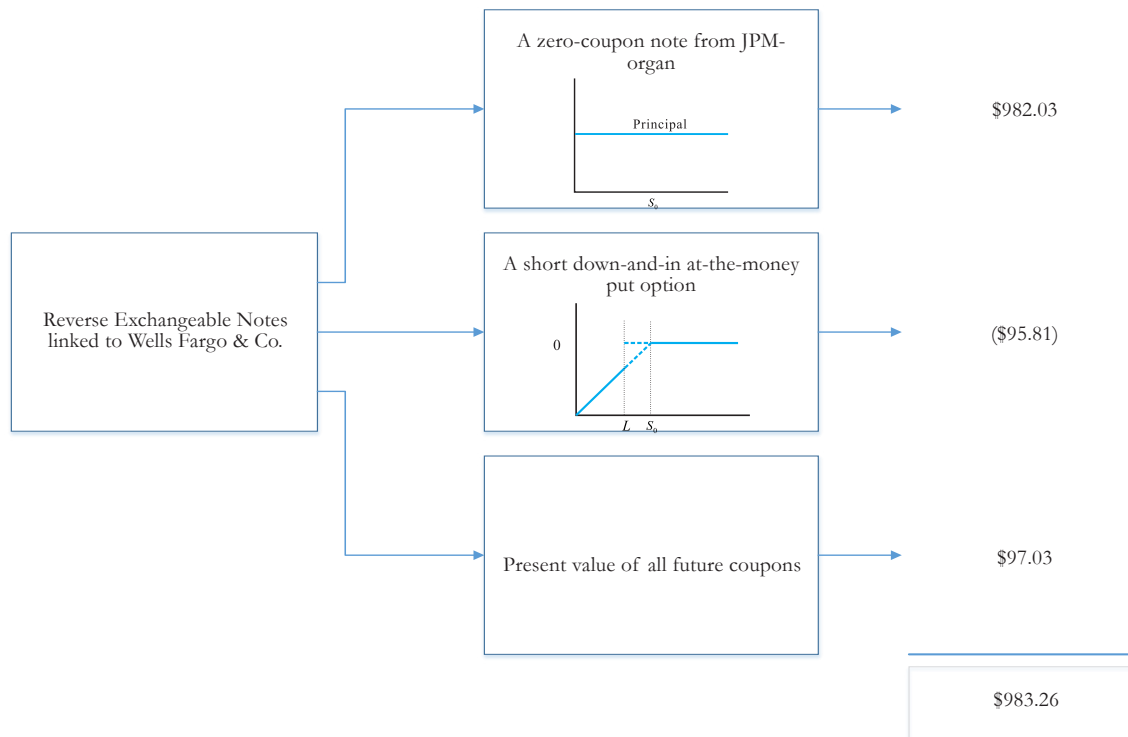 A zero-coupon note from JPM-
organ
Principal
S₀
$982.03
Reverse Exchangeable Notes
linked to Wells Fargo & Co.
A short down-and-in at-the-money
put option
0
L S₀
($95.81)
Present value of all future coupons
$97.03
$983.26